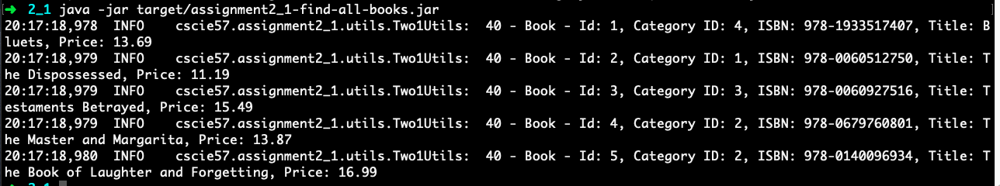 ➜ 2_1 java -jar target/assignment2_1-find-all-books.jar
20:17:18,978 INFO cscie57.assignment2_1.utils.Two1Utils: 40 - Book - Id: 1, Category ID: 4, ISBN: 978-1933517407, Title: B
luets, Price: 13.69
20:17:18,979 INFO cscie57.assignment2_1.utils.Two1Utils: 40 - Book - Id: 2, Category ID: 1, ISBN: 978-0060512750, Title: T
he Dispossessed, Price: 11.19
20:17:18,979 INFO cscie57.assignment2_1.utils.Two1Utils: 40 - Book - Id: 3, Category ID: 3, ISBN: 978-0060927516, Title: T
estaments Betrayed, Price: 15.49
20:17:18,979 INFO cscie57.assignment2_1.utils.Two1Utils: 40 - Book - Id: 4, Category ID: 2, ISBN: 978-0679760801, Title: T
he Master and Margarita, Price: 13.87
20:17:18,980 INFO cscie57.assignment2_1.utils.Two1Utils: 40 - Book - Id: 5, Category ID: 2, ISBN: 978-0140096934, Title: T
he Book of Laughter and Forgetting, Price: 16.99
➜ 2_1